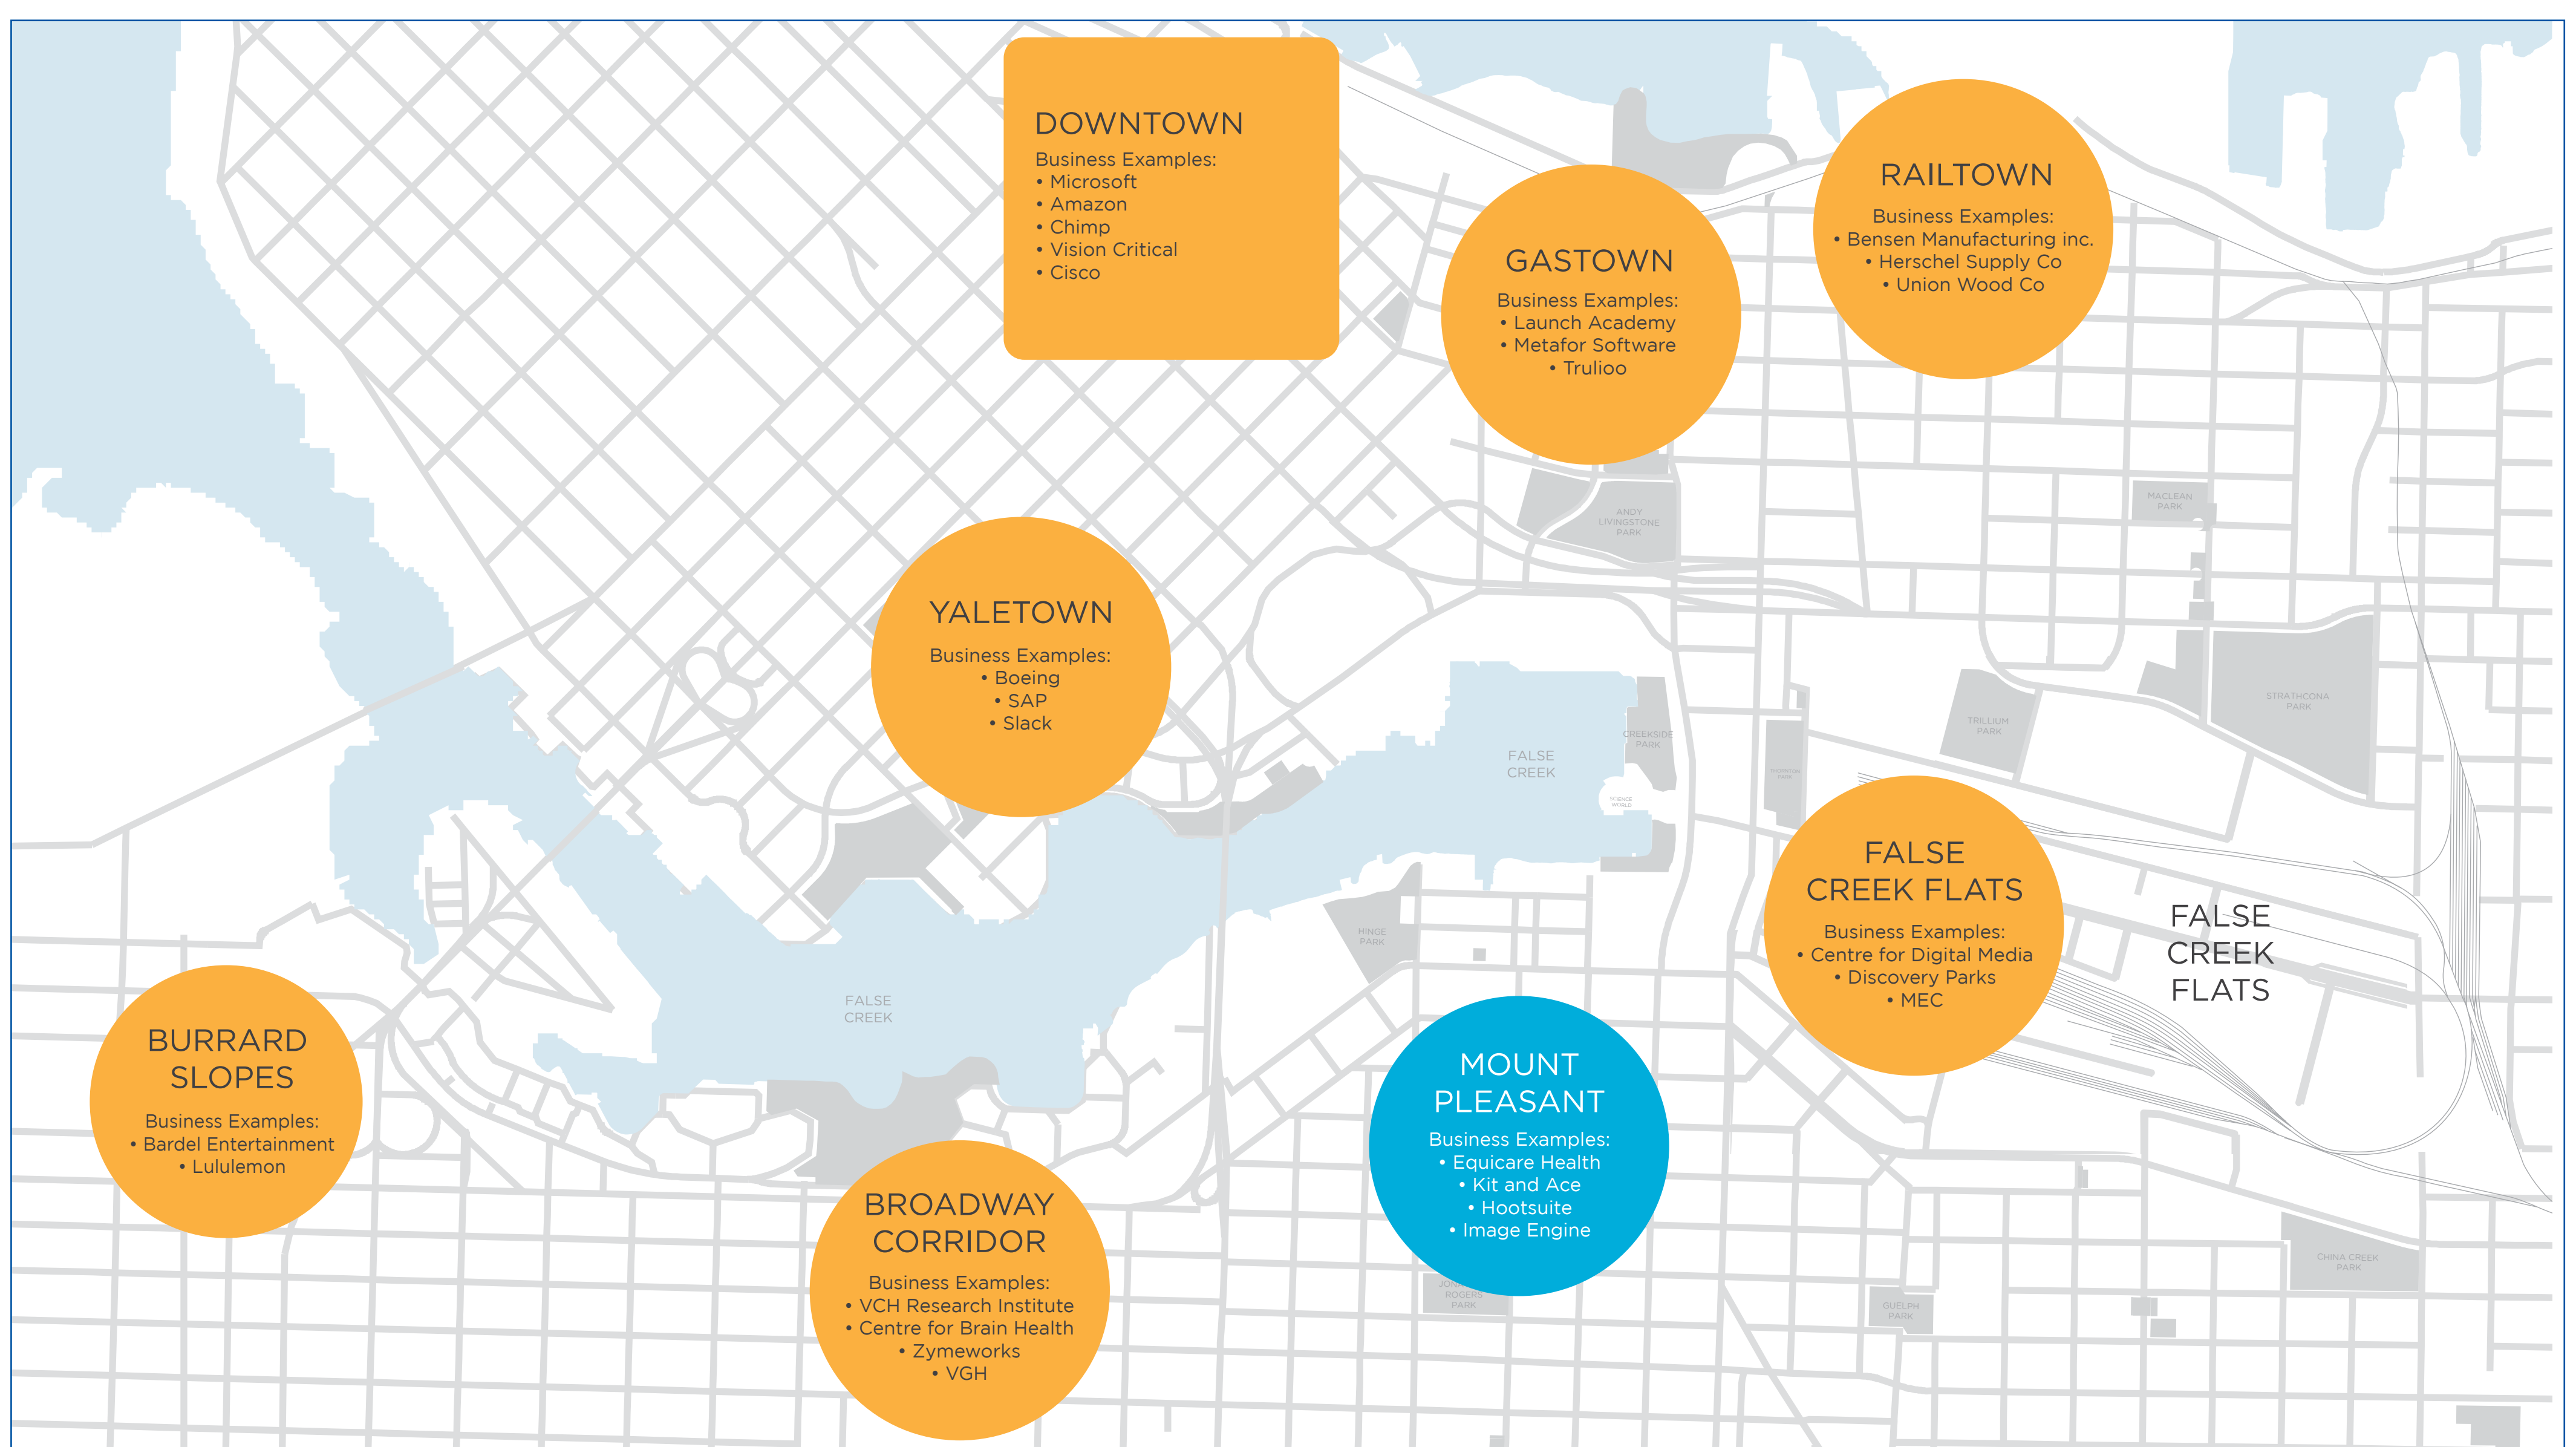 DOWNTOWN
Business Examples:
• Microsoft
• Amazon
• Chimp
• Vision Critical
• Cisco
RAILTOWN
Business Examples:
• Bensen Manufacturing inc.
• Herschel Supply Co
• Union Wood Co
GASTOWN
Business Examples:
• Launch Academy
• Metafor Software
• Trulioo
MACLEAN
PARK
ANDY
LIVINGSTONE
PARK
YALETOWN
Business Examples:
• Boeing
• SAP
• Slack
STRATHCONA
PARK
TRILLIUM
PARK
CREEKSIDE
PARK
FALSE
CREEK
THORNTON
PARK
SCIENCE
WORLD
FALSE
CREEK FLATS
Business Examples:
• Centre for Digital Media
• Discovery Parks
• MEC
FALSE
CREEK
FLATS
HINGE
PARK
FALSE
CREEK
BURRARD
SLOPES
Business Examples:
• Bardel Entertainment
• Lululemon
MOUNT
PLEASANT
Business Examples:
• Equicare Health
• Kit and Ace
• Hootsuite
• Image Engine
BROADWAY
CORRIDOR
Business Examples:
• VCH Research Institute
• Centre for Brain Health
• Zymeworks
• VGH
ROGERS
PARK
GUELPH
PARK
CHINA CREEK
PARK